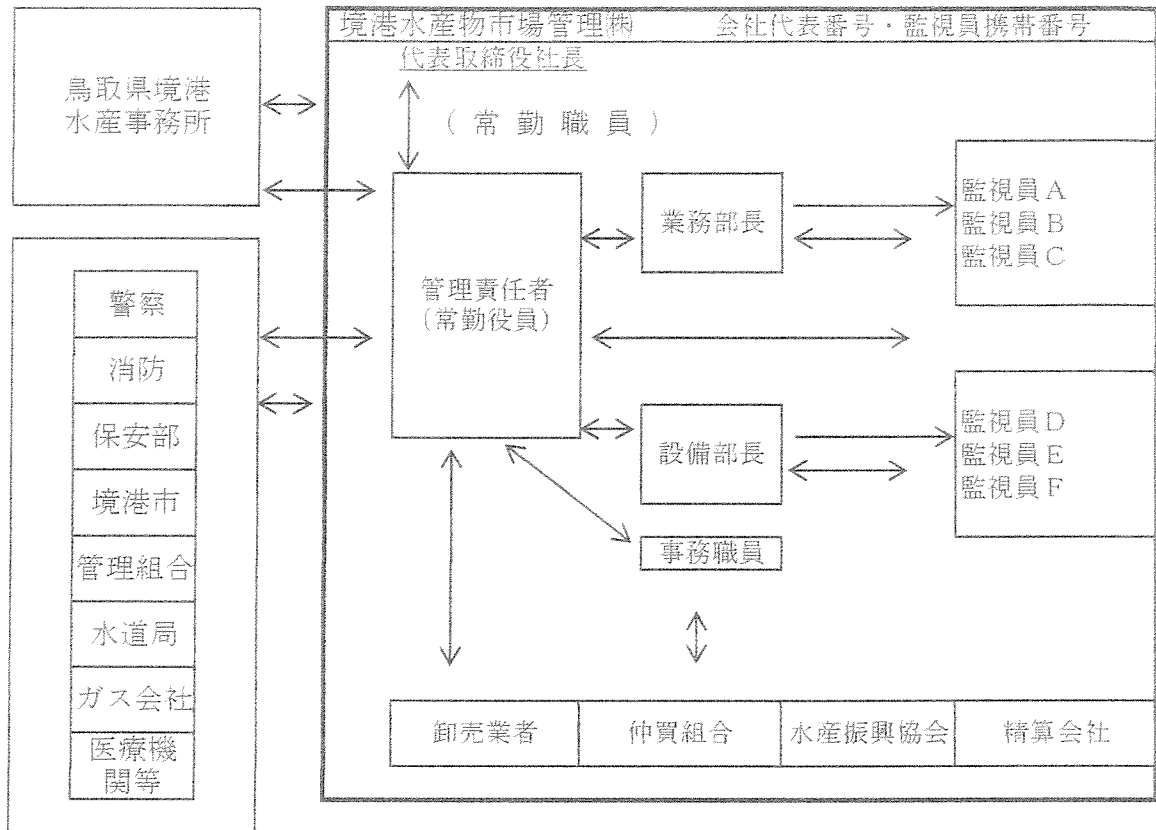 境港水産物市場管理㈱ 会社代表番号・監視員携帯番号
代表取締役社長
(常勤職員)
鳥取県境港
水産事務所
管理責任者
(常勤役員)
業務部長
監視員A
監視員B
監視員C
設備部長
監視員D
監視員E
監視員F
事務職員
警察
消防
保安部
境港市
管理組合
水道局
ガス会社
医療機
関等
卸売業者
仲買組合
水産振興協会
精算会社